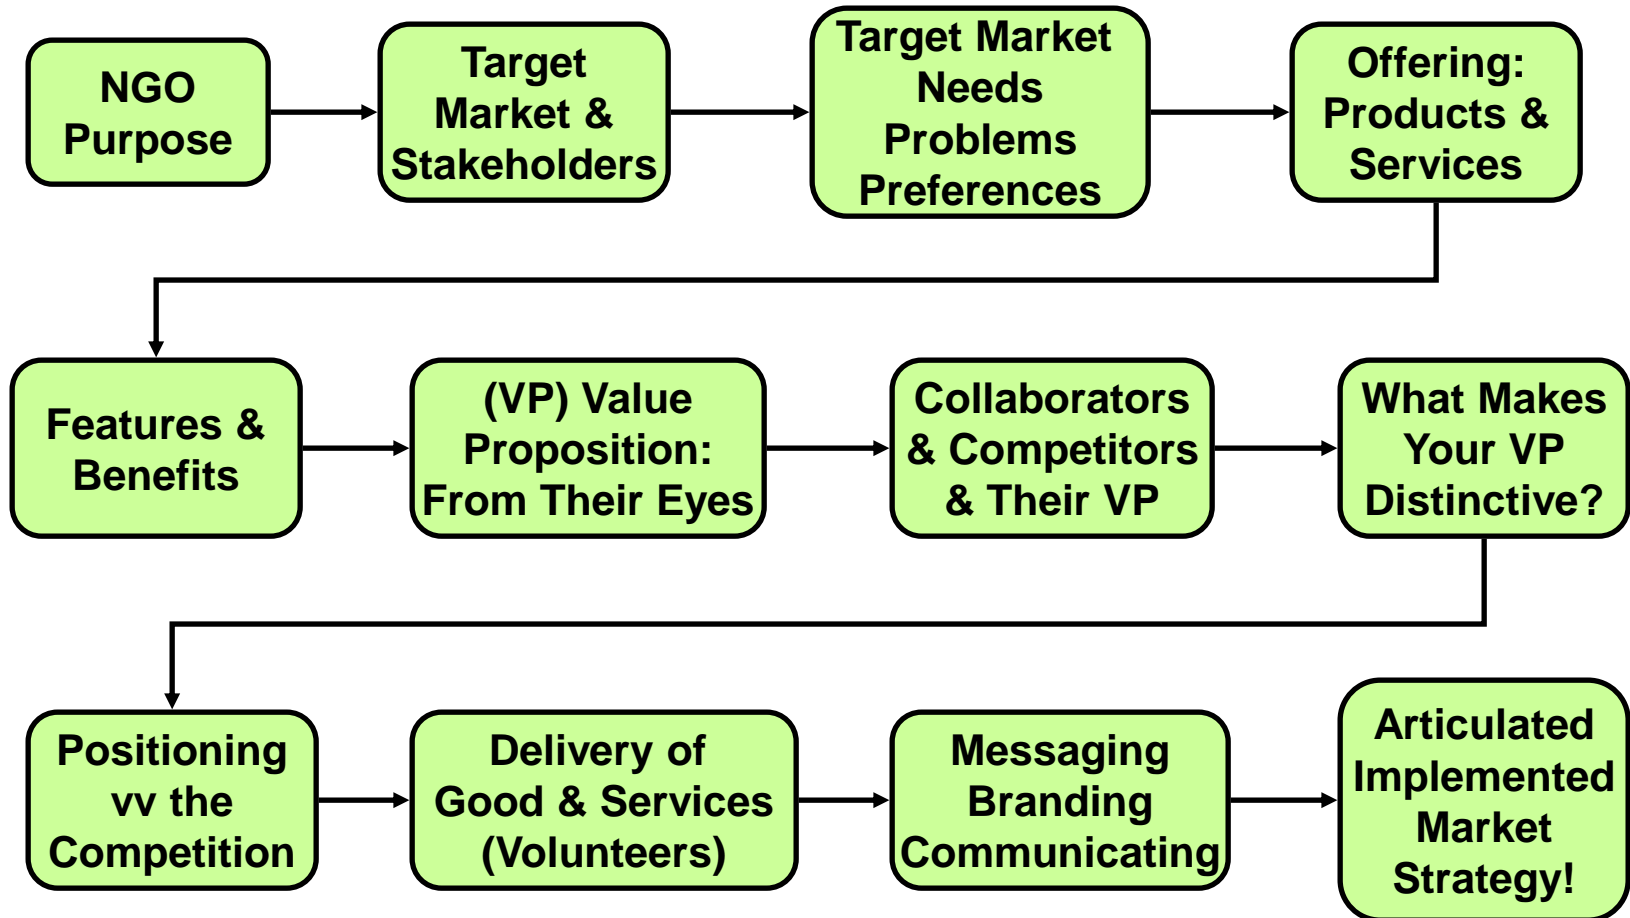 NGO
Purpose
Target
Market &
Stakeholders
Target Market
Needs
Problems
Preferences
Offering:
Products &
Services
Features &
Benefits
(VP) Value
Proposition:
From Their Eyes
Collaborators
& Competitors
& Their VP
What Makes
Your VP
Distinctive?
Positioning
vv the
Competition
Delivery of
Good & Services
(Volunteers)
Messaging
Branding
Communicating
Articulated
Implemented
Market
Strategy!